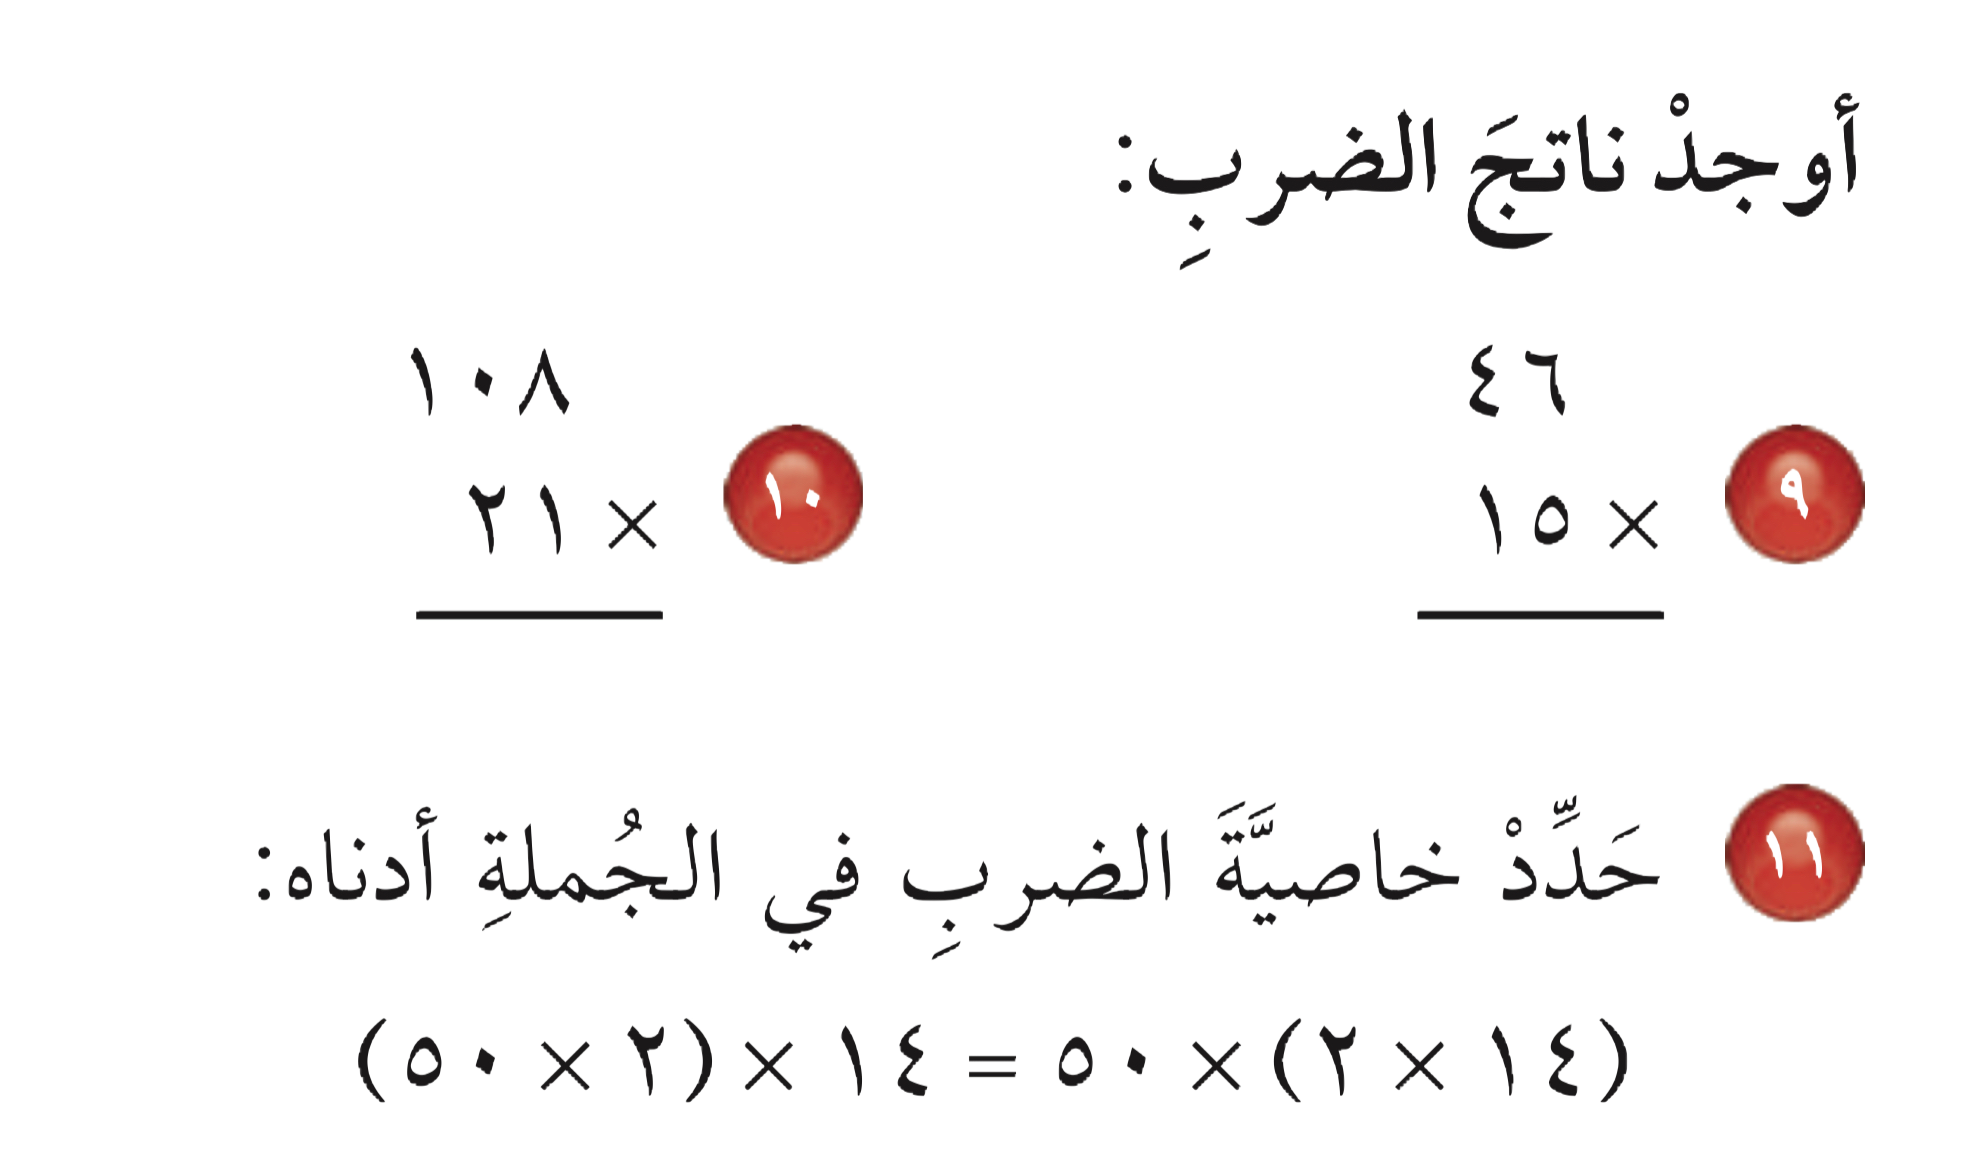 أوجدْ ناتجَ الضربِ:
٩
٤٦
× ١٥
١٠
١٠٨
× ٢١
١١ حَدِّدْ خاصيَّةَ الضربِ في الجُملةِ أدناه:
(١٤ × ٢) × ٥٠ = ١٤ × (٢ × ٥٠)